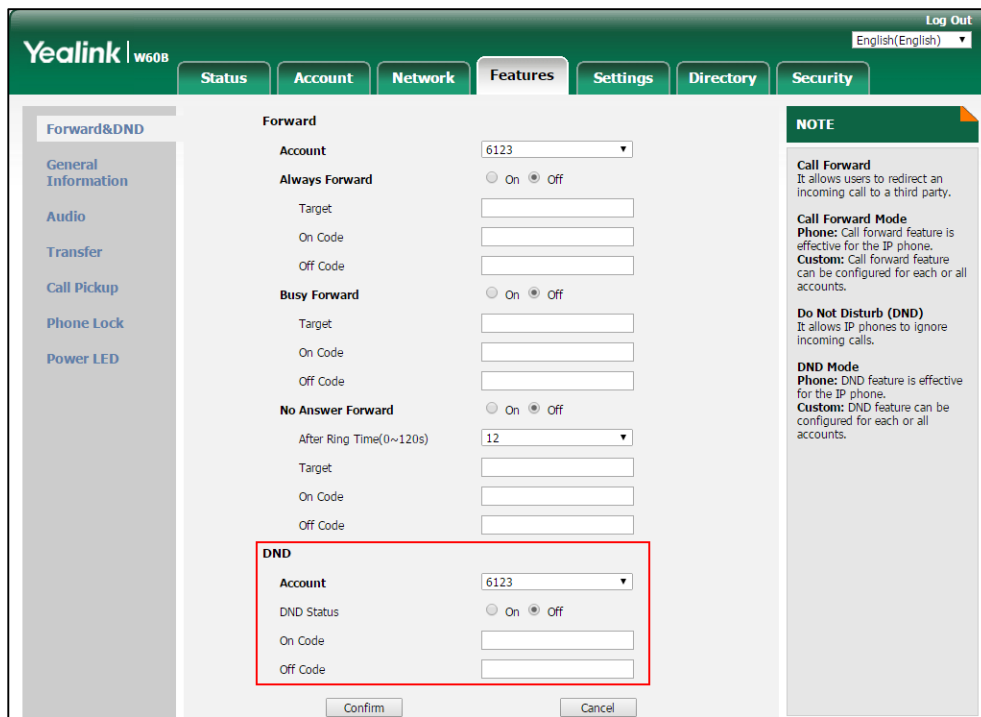 Log Out
Yealink | W60B
English(English)
Status Account Network Features Settings Directory Security
Forward&DND
General
Information
Audio
Transfer
Call Pickup
Phone Lock
Power LED
Forward
Account 6123
Always Forward On Off
Target
On Code
Off Code
Busy Forward On Off
Target
On Code
Off Code
No Answer Forward On Off
After Ring Time(0~120s) 12
Target
On Code
Off Code
DND
Account 6123
DND Status On Off
On Code
Off Code
Confirm Cancel
NOTE
Call Forward
It allows users to redirect an
incoming call to a third party.
Call Forward Mode
Phone: Call forward feature is
effective for the IP phone.
Custom: Call forward feature
can be configured for each or all
accounts.
Do Not Disturb (DND)
It allows IP phones to ignore
incoming calls.
DND Mode
Phone: DND feature is effective
for the IP phone.
Custom: DND feature can be
configured for each or all
accounts.